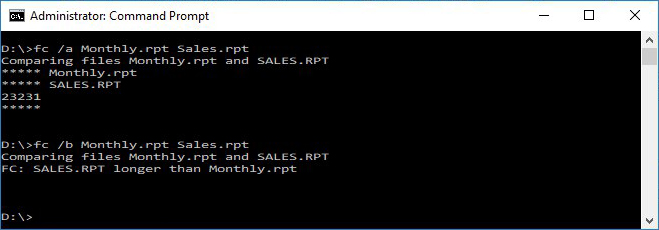 Administrator: Command Prompt
D:\>fc /a Monthly.rpt Sales.rpt
Comparing files Monthly.rpt and SALES.RPT
***** Monthly.rpt
***** SALES.RPT
23231
*****
D:\>fc /b Monthly.rpt Sales.rpt
Comparing files Monthly.rpt and SALES.RPT
FC: SALES.RPT longer than Monthly.rpt
D:\>